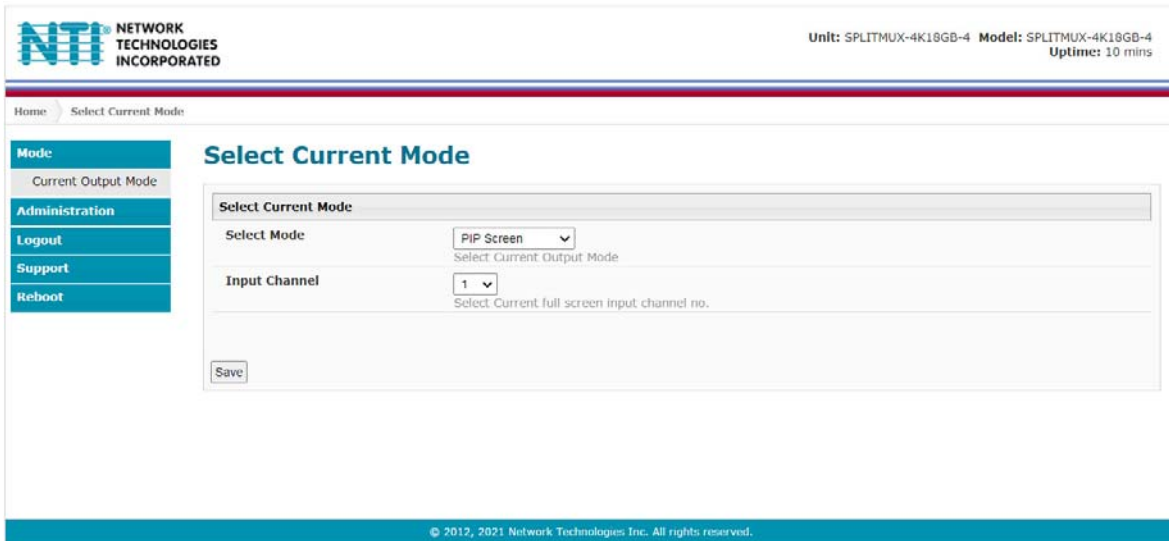 NTI® NETWORK
TECHNOLOGIES
INCORPORATED
Unit: SPLITMUX-4K18GB-4 Model: SPLITMUX-4K18GB-4
Uptime: 10 mins
Home Select Current Mode
Mode
Current Output Mode
Administration
Logout
Support
Reboot
Select Current Mode
Select Current Mode
Select Mode PIP Screen
Select Current Output Mode
Input Channel 1
Select Current full screen input channel no.
Save
© 2012, 2021 Network Technologies Inc. All rights reserved.